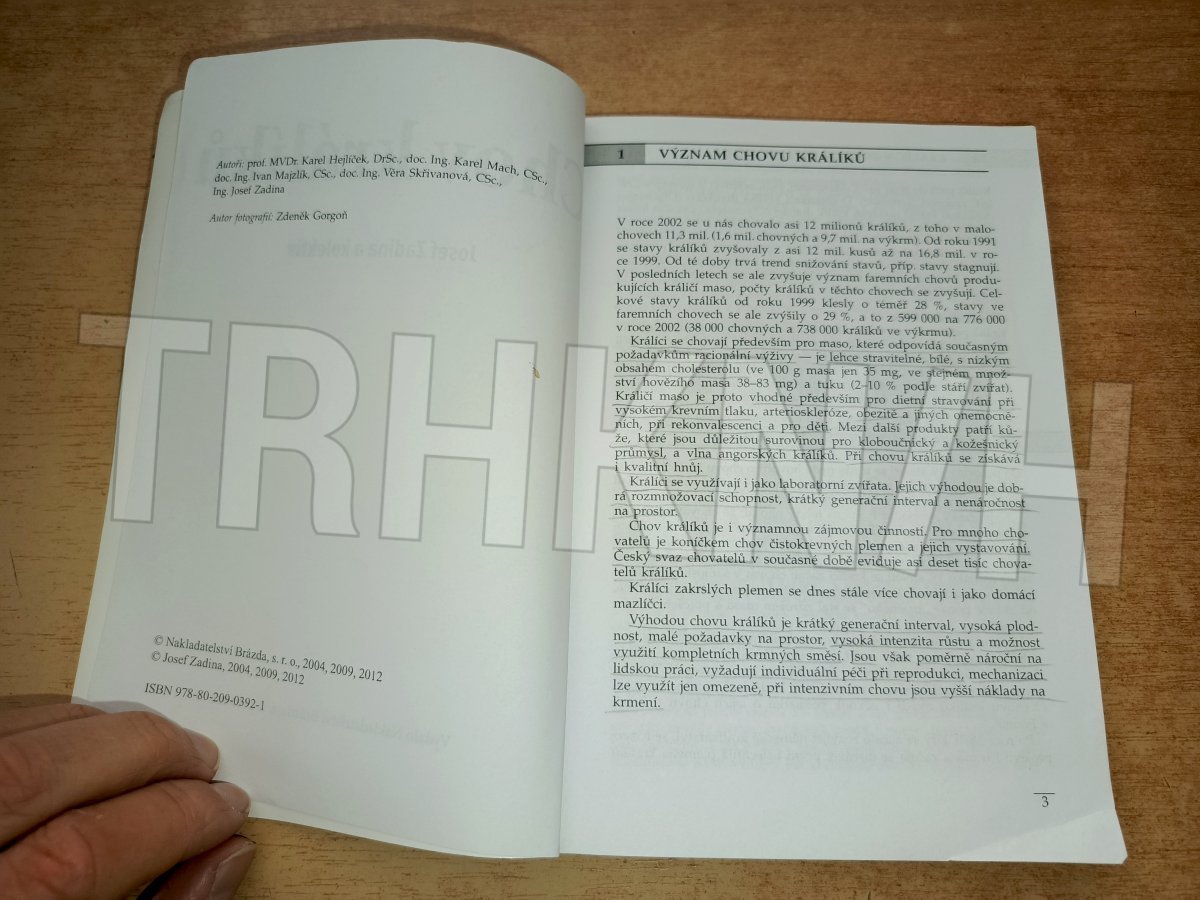 Autoři: prof. MVDr. Karel Hejlíček, DrSc., doc. Ing. Karel Mach, CSc.,
doc. Ing. Ivan Majzlík, CSc., doc. Ing. Věra Skřivanová, CSc.,
Ing. Josef Zadina
Autor fotografií: Zdeněk Gorgoň
© Nakladatelství Brázda, s. r. o., 2004, 2009, 2012
© Josef Zadina, 2004, 2009, 2012
ISBN 978-80-209-0392-1
1 VÝZNAM CHOVU KRÁLÍKŮ
V roce 2002 se u nás chovalo asi 12 milionů králíků, z toho v malo-
chovech 11,3 mil. (1,6 mil. chovných a 9,7 mil. na výkrm). Od roku 1991
se stavy králíků zvyšovaly z asi 12 mil. kusů až na 16,8 mil. v ro-
ce 1999. Od té doby trvá trend snižování stavů, příp. stavy stagnují.
V posledních letech se ale zvyšuje význam faremních chovů produ-
kujících králičí maso, počty králíků v těchto chovech se zvyšují. Cel-
kové stavy králíků od roku 1999 klesly o téměř 28 %, stavy ve
faremních chovech se ale zvýšily o 29 %, a to z 599 000 na 776 000
v roce 2002 (38 000 chovných a 738 000 králíků ve výkrmu).
Králíci se chovají především pro maso, které odpovídá současným
požadavkům racionální výživy — je lehce stravitelné, bílé, s nízkým
obsahem cholesterolu (ve 100 g masa jen 35 mg, ve stejném množ-
ství hovězího masa 38–83 mg) a tuku (2–10 % podle stáří zvířat).
Králičí maso je proto vhodné především pro dietní stravování při
vysokém krevním tlaku, arterioskleróze, obezitě a jiných onemocně-
ních, při rekonvalescenci a pro děti. Mezi další produkty patří ků-
že, které jsou důležitou surovinou pro kloboučnický a kožešnický
průmysl, a vlna angorských králíků. Při chovu králíků se získává
i kvalitní hnůj.
Králíci se využívají i jako laboratorní zvířata. Jejich výhodou je dob-
rá rozmnožovací schopnost, krátký generační interval a nenáročnost
na prostor.
Chov králíků je i významnou zájmovou činností. Pro mnoho cho-
vatelů je koníčkem chov čistokrevných plemen a jejich vystavování.
Český svaz chovatelů v současné době eviduje asi deset tisíc chova-
telů králíků.
Králíci zakrslých plemen se dnes stále více chovají i jako domácí
mazlíčci.
Výhodou chovu králíků je krátký generační interval, vysoká plod-
nost, malé požadavky na prostor, vysoká intenzita růstu a možnost
využití kompletních krmných směsí. Jsou však poměrně nároční na
lidskou práci, vyžadují individuální péči při reprodukci, mechanizaci
lze využít jen omezeně, při intenzivním chovu jsou vyšší náklady na
krmení.
3
TRHKNIH